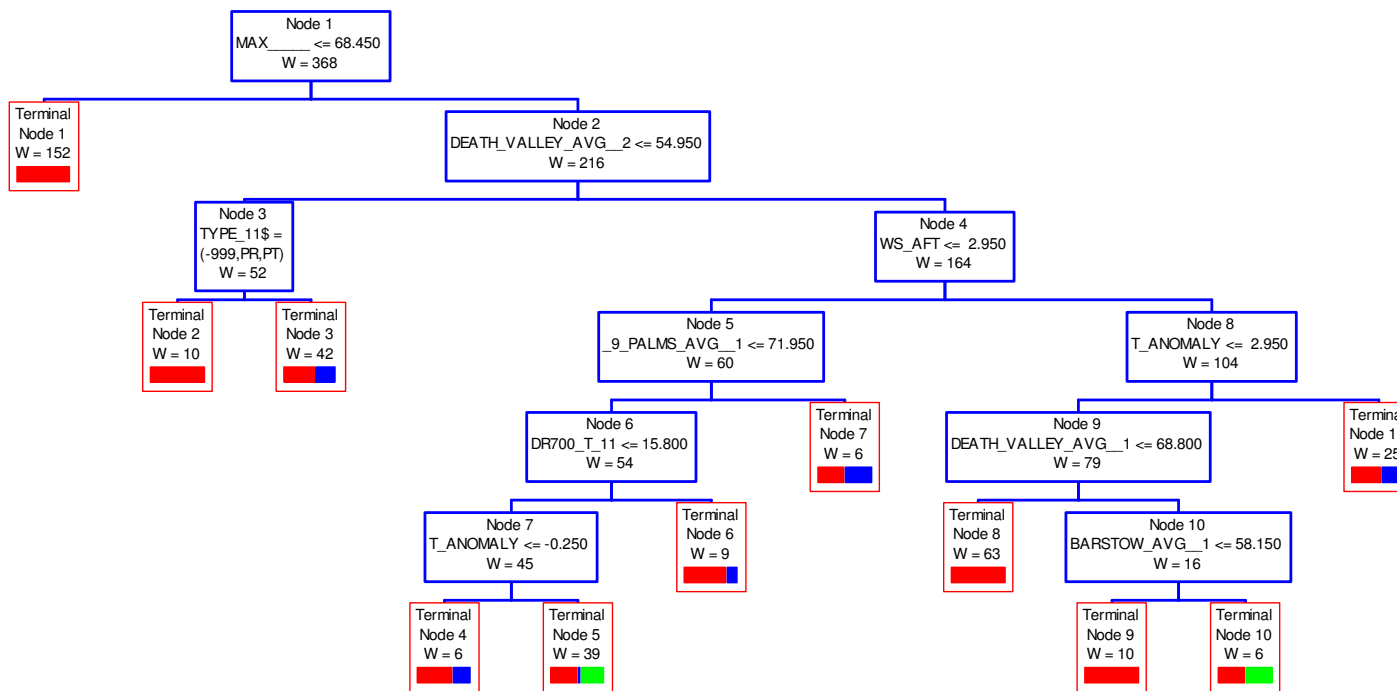 Node 1
MAX_____ <= 68.450
W = 368
Terminal
Node 1
W = 152
Node 2
DEATH_VALLEY_AVG__2 <= 54.950
W = 216
Node 3
TYPE_11$ =
(-999,PR,PT)
W = 52
Node 4
WS_AFT <= 2.950
W = 164
Terminal
Node 2
W = 10
Terminal
Node 3
W = 42
Node 5
_9_PALMS_AVG__1 <= 71.950
W = 60
Node 8
T_ANOMALY <= 2.950
W = 104
Node 6
DR700_T_11 <= 15.800
W = 54
Terminal
Node 7
W = 6
Node 9
DEATH_VALLEY_AVG__1 <= 68.800
W = 79
Termina
Node 1
W = 25
Node 7
T_ANOMALY <= -0.250
W = 45
Terminal
Node 6
W = 9
Terminal
Node 8
W = 63
Node 10
BARSTOW_AVG__1 <= 58.150
W = 16
Terminal
Node 4
W = 6
Terminal
Node 5
W = 39
Terminal
Node 9
W = 10
Terminal
Node 10
W = 6